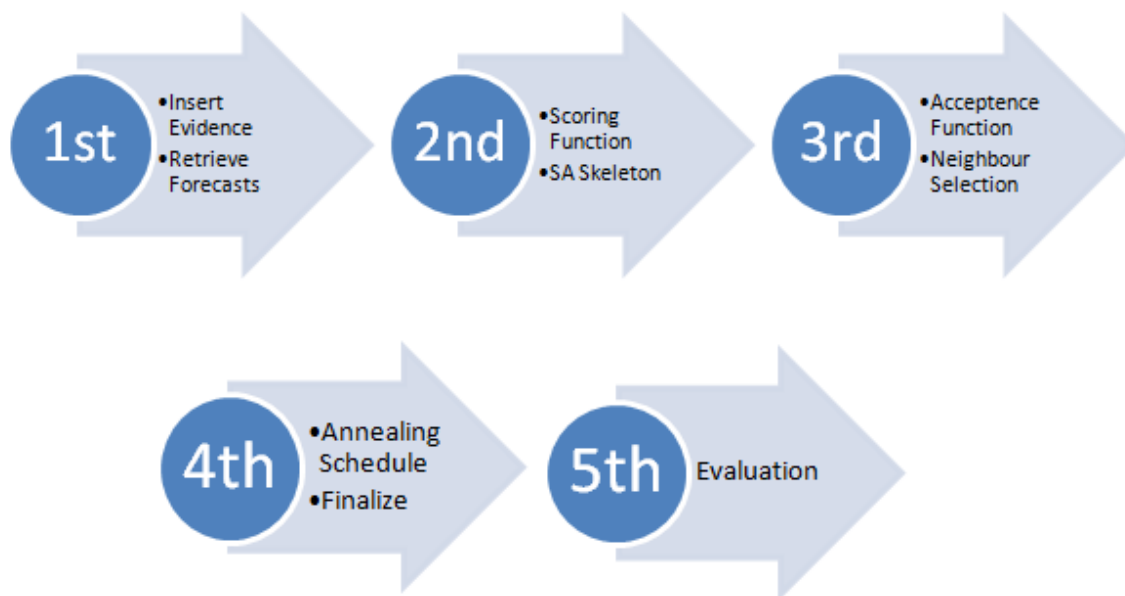 1st
•Insert
Evidence
•Retrieve
Forecasts
2nd
•Scoring
Function
•SA Skeleton
3rd
•Acceptence
Function
•Neighbour
Selection
4th
•Annealing
Schedule
•Finalize
5th
Evaluation